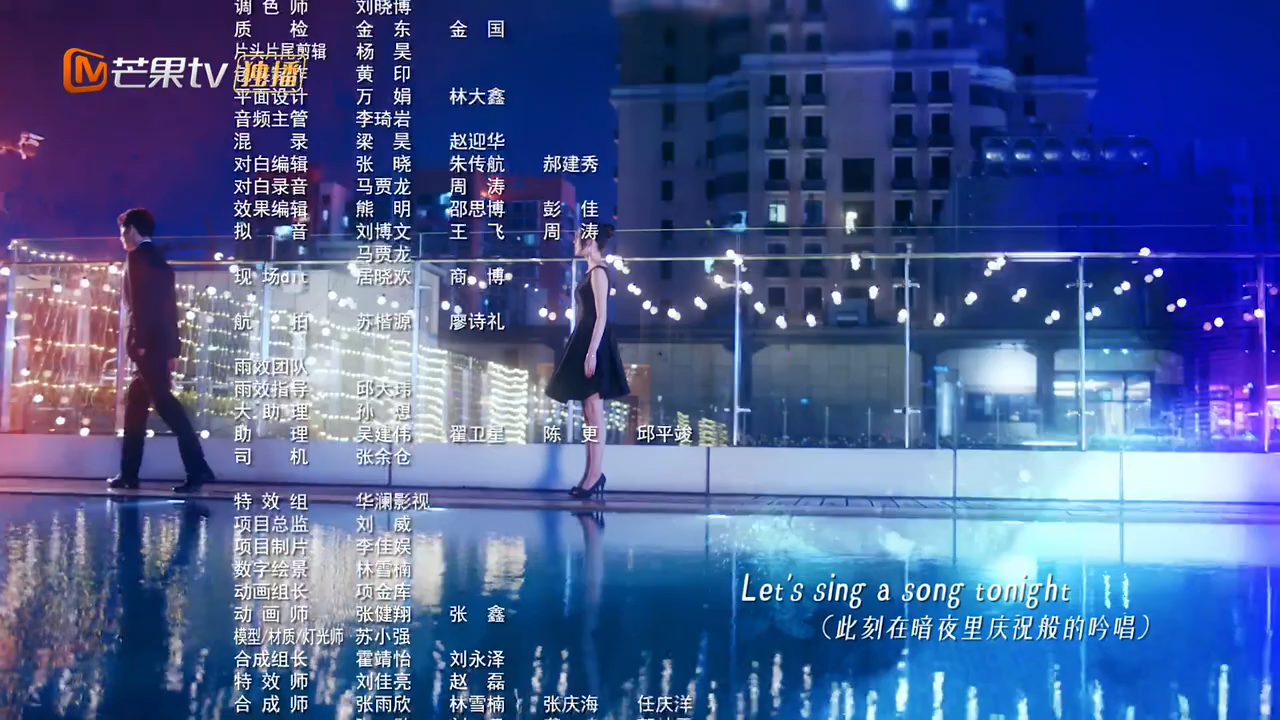 调 色 师 刘晓博
质 检 金 东 金 国
片头片尾剪辑 杨 昊
芒果tv 独播
黄 印
平面设计 万 娟 林大鑫
音频主管 李琦岩
混 录 梁 昊 赵迎华
对白编辑 张 晓 朱传航 郝建秀
对白录音 马贾龙 周 涛
效果编辑 熊 明 邵思博 彭 佳
拟 音 刘博文 王 飞 周 涛
马贾龙
现 场dit 居晓欢 商 博
航 拍 苏楷源 廖诗礼
雨效团队
雨效指导 邱大玮
大 助 理 孙 想
助 理 吴建伟 翟卫星 陈 更 邱平竣
司 机 张余仓
特 效 组 华澜影视
项目总监 刘 威
项目制片 李佳娱
数字绘景 林雪楠
动画组长 项金库
动 画 师 张健翔 张 鑫
模型/材质/灯光师 苏小强
合成组长 霍靖怡 刘永泽
特 效 师 刘佳亮 赵 磊
合 成 师 张雨欣 林雪楠 张庆海 任庆洋
Let's sing a song tonight
（此刻在暗夜里庆祝般的吟唱）